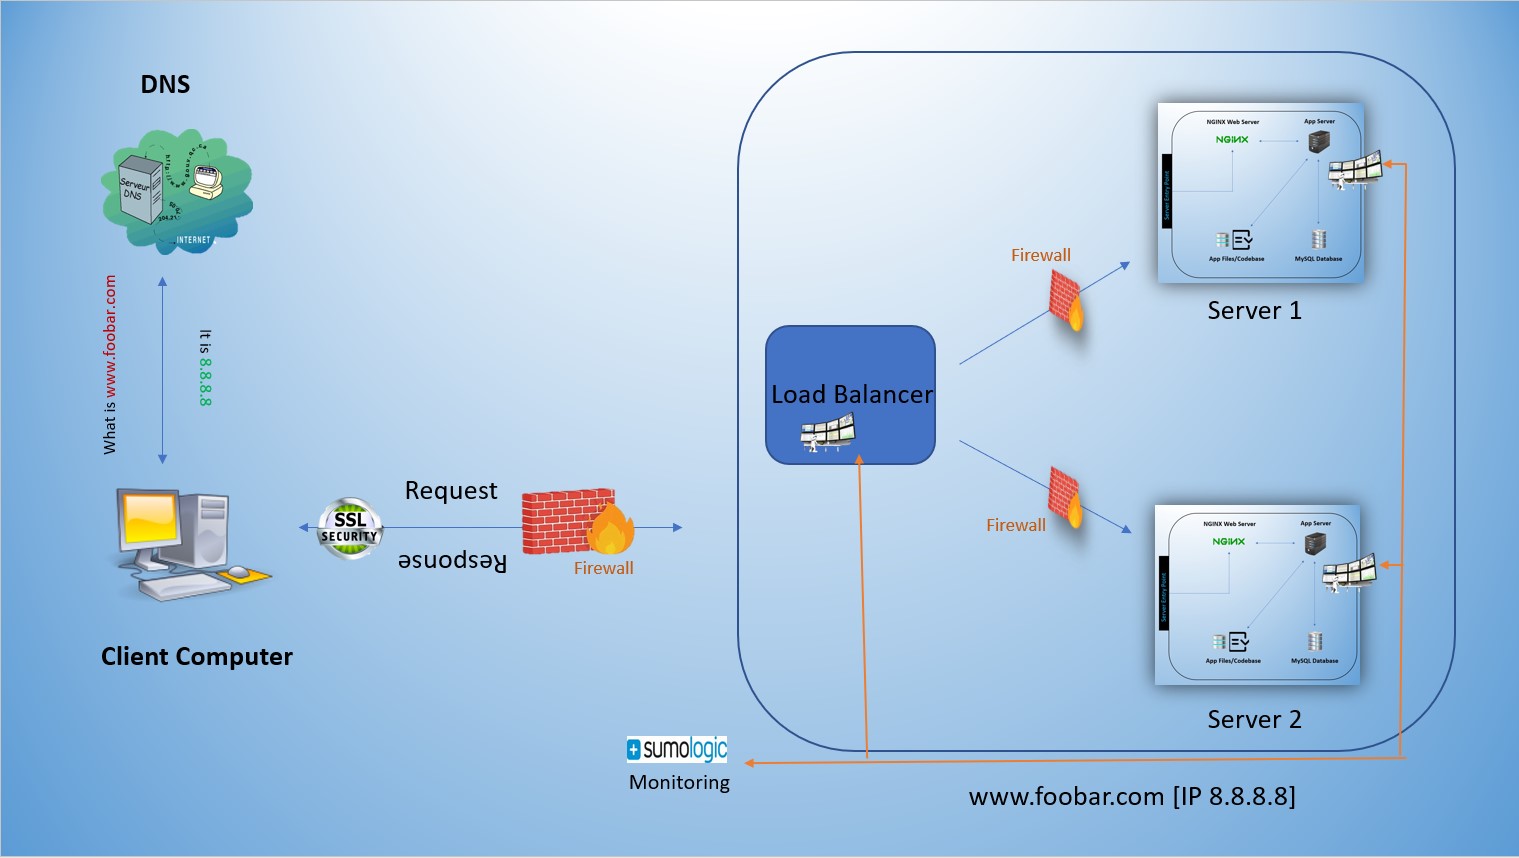 DNS
Serveur
DNS
INTERNET
What is www.foobar.com
It is 8.8.8.8
Client Computer
SSL
SECURITY
Request
Response
Firewall
Load Balancer
Firewall
Firewall
NGINX Web Server
App Server
NGINX
Server Entry Point
App Files/Codebase
MySQL Database
Server 1
NGINX Web Server
App Server
NGINX
Server Entry Point
App Files/Codebase
MySQL Database
Server 2
sumologic
Monitoring
www.foobar.com [IP 8.8.8.8]